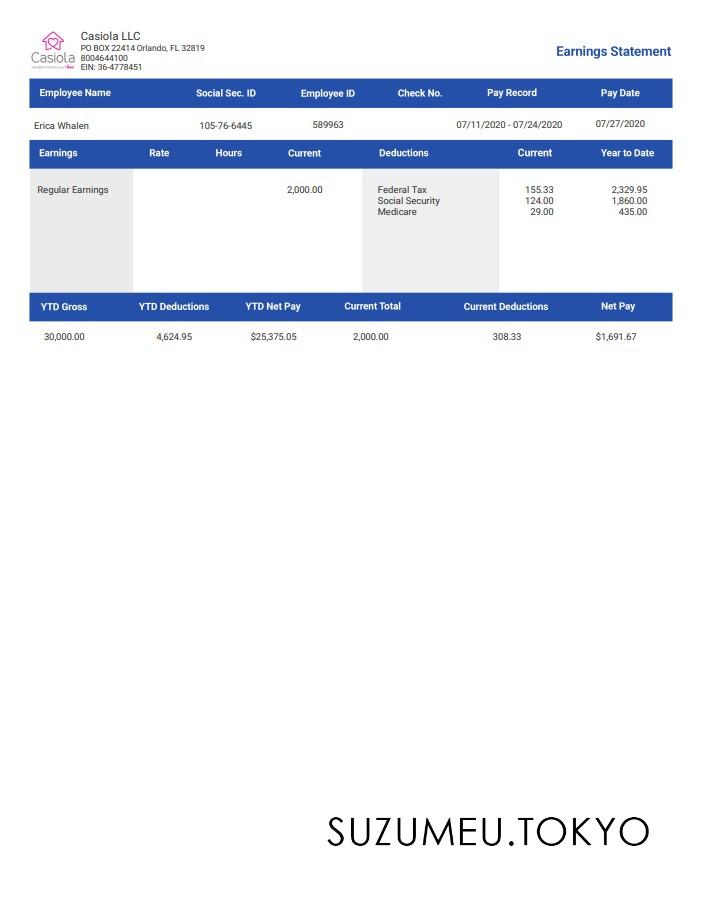 Casiola LLC
PO BOX 22414 Orlando, FL 32819
8004644100
EIN: 36-4778451
Casiola
Earnings Statement
Employee Name Social Sec. ID Employee ID Check No. Pay Record Pay Date
Erica Whalen 105-76-6445 589963 07/11/2020 - 07/24/2020 07/27/2020
Earnings Rate Hours Current Deductions Current Year to Date
Regular Earnings 2,000.00 Federal Tax 155.33 2,329.95
Social Security 124.00 1,860.00
Medicare 29.00 435.00
YTD Gross YTD Deductions YTD Net Pay Current Total Current Deductions Net Pay
30,000.00 4,624.95 $25,375.05 2,000.00 308.33 $1,691.67
SUZUMEU.TOKYO